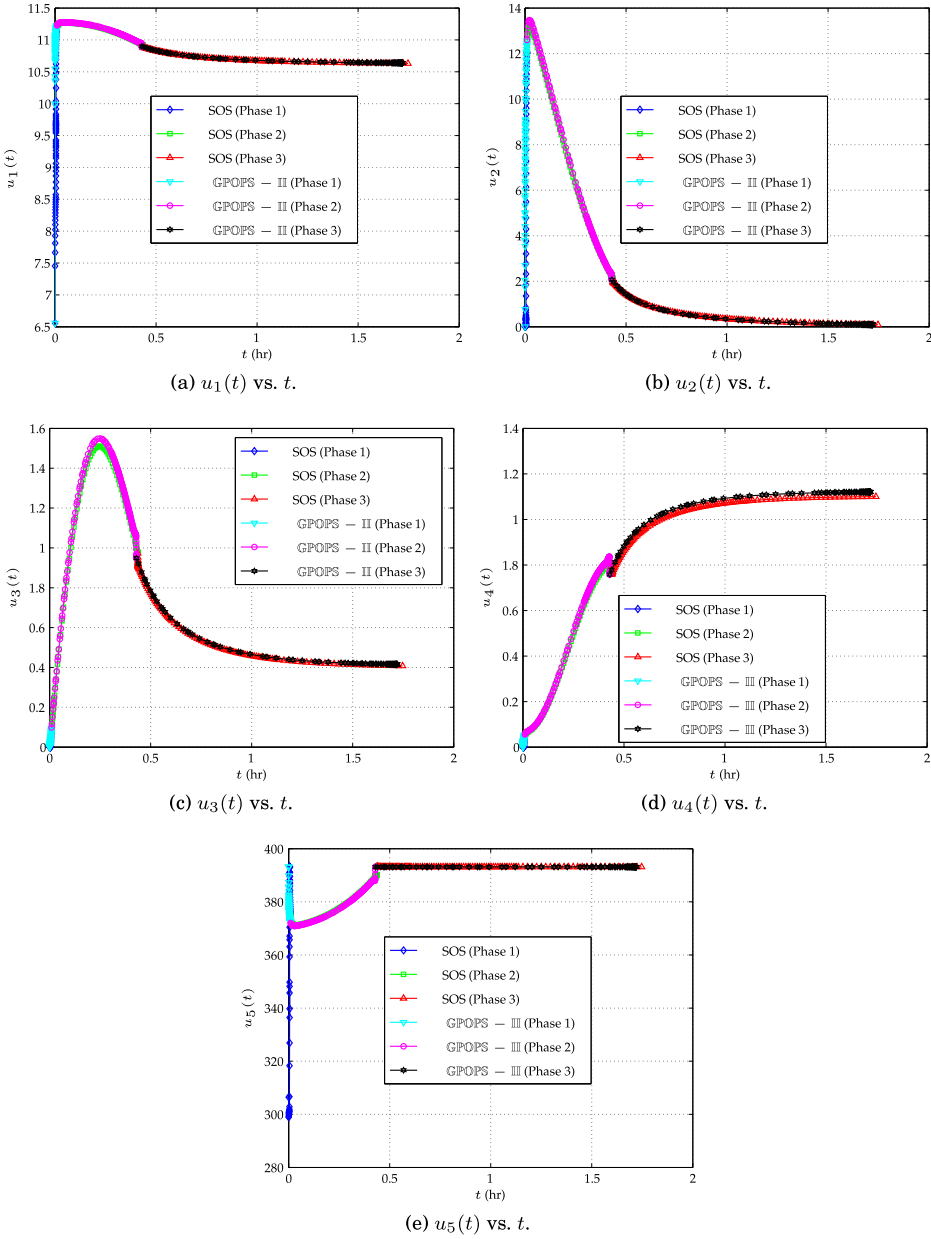 11.5
11
10.5
10
9.5
9
8.5
8
7.5
7
6.5
u1(t)
SOS (Phase 1)
SOS (Phase 2)
SOS (Phase 3)
GPOPS − II (Phase 1)
GPOPS − II (Phase 2)
GPOPS − II (Phase 3)
0
0.5
1
1.5
2
t (hr)
(a) u1(t) vs. t.
14
12
10
8
6
4
2
0
u2(t)
SOS (Phase 1)
SOS (Phase 2)
SOS (Phase 3)
GPOPS − II (Phase 1)
GPOPS − II (Phase 2)
GPOPS − II (Phase 3)
0
0.5
1
1.5
2
t (hr)
(b) u2(t) vs. t.
1.6
1.4
1.2
1
1.8
0.6
0.4
0.2
0
u3(t)
SOS (Phase 1)
SOS (Phase 2)
SOS (Phase 3)
GPOPS − II (Phase 1)
GPOPS − II (Phase 2)
GPOPS − II (Phase 3)
0
0.5
1
1.5
2
t (hr)
(c) u3(t) vs. t.
1.4
1.2
1
1.8
0.6
0.4
0.2
0
u4(t)
SOS (Phase 1)
SOS (Phase 2)
SOS (Phase 3)
GPOPS − II (Phase 1)
GPOPS − II (Phase 2)
GPOPS − II (Phase 3)
0
0.5
1
1.5
2
t (hr)
(d) u4(t) vs. t.
400
380
360
340
320
300
280
u5(t)
SOS (Phase 1)
SOS (Phase 2)
SOS (Phase 3)
GPOPS − II (Phase 1)
GPOPS − II (Phase 2)
GPOPS − II (Phase 3)
0
0.5
1
1.5
2
t (hr)
(e) u5(t) vs. t.